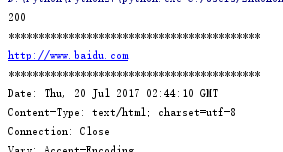 200
******************************************
http://www.baidu.com
******************************************
Date: Thu, 20 Jul 2017 02:44:10 GMT
Content-Type: text/html; charset=utf-8
Connection: Close
Vary: Accept-Encoding